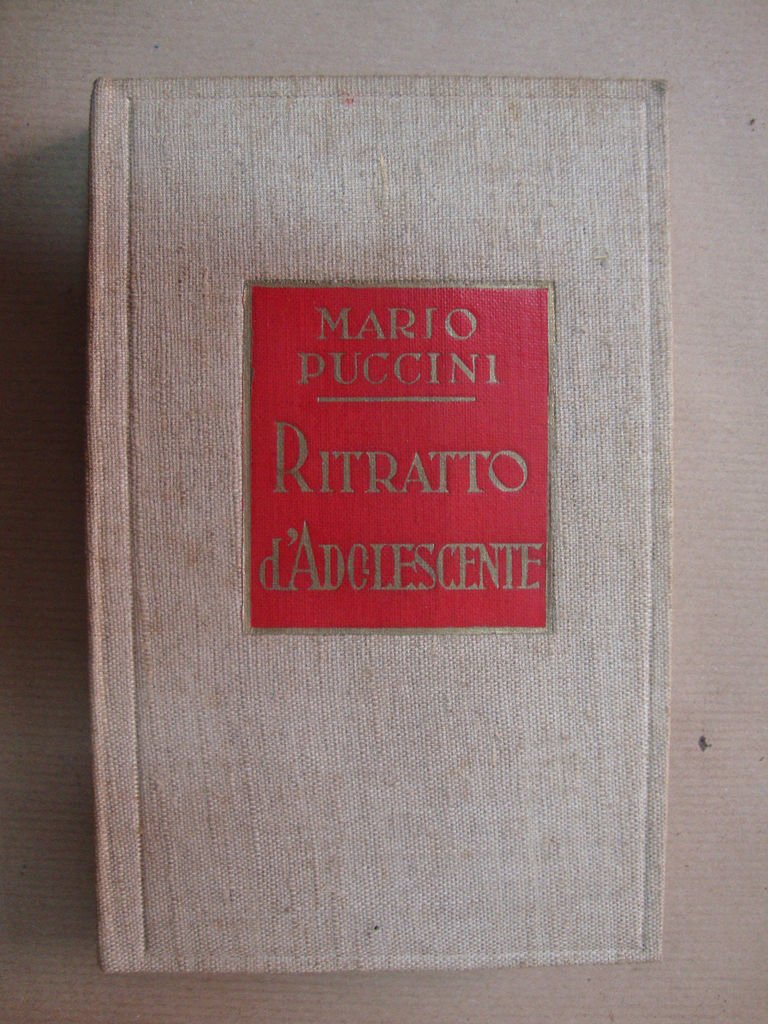 MARIO
PUCCINI
RITRATTO
d'ADOLESCENTE